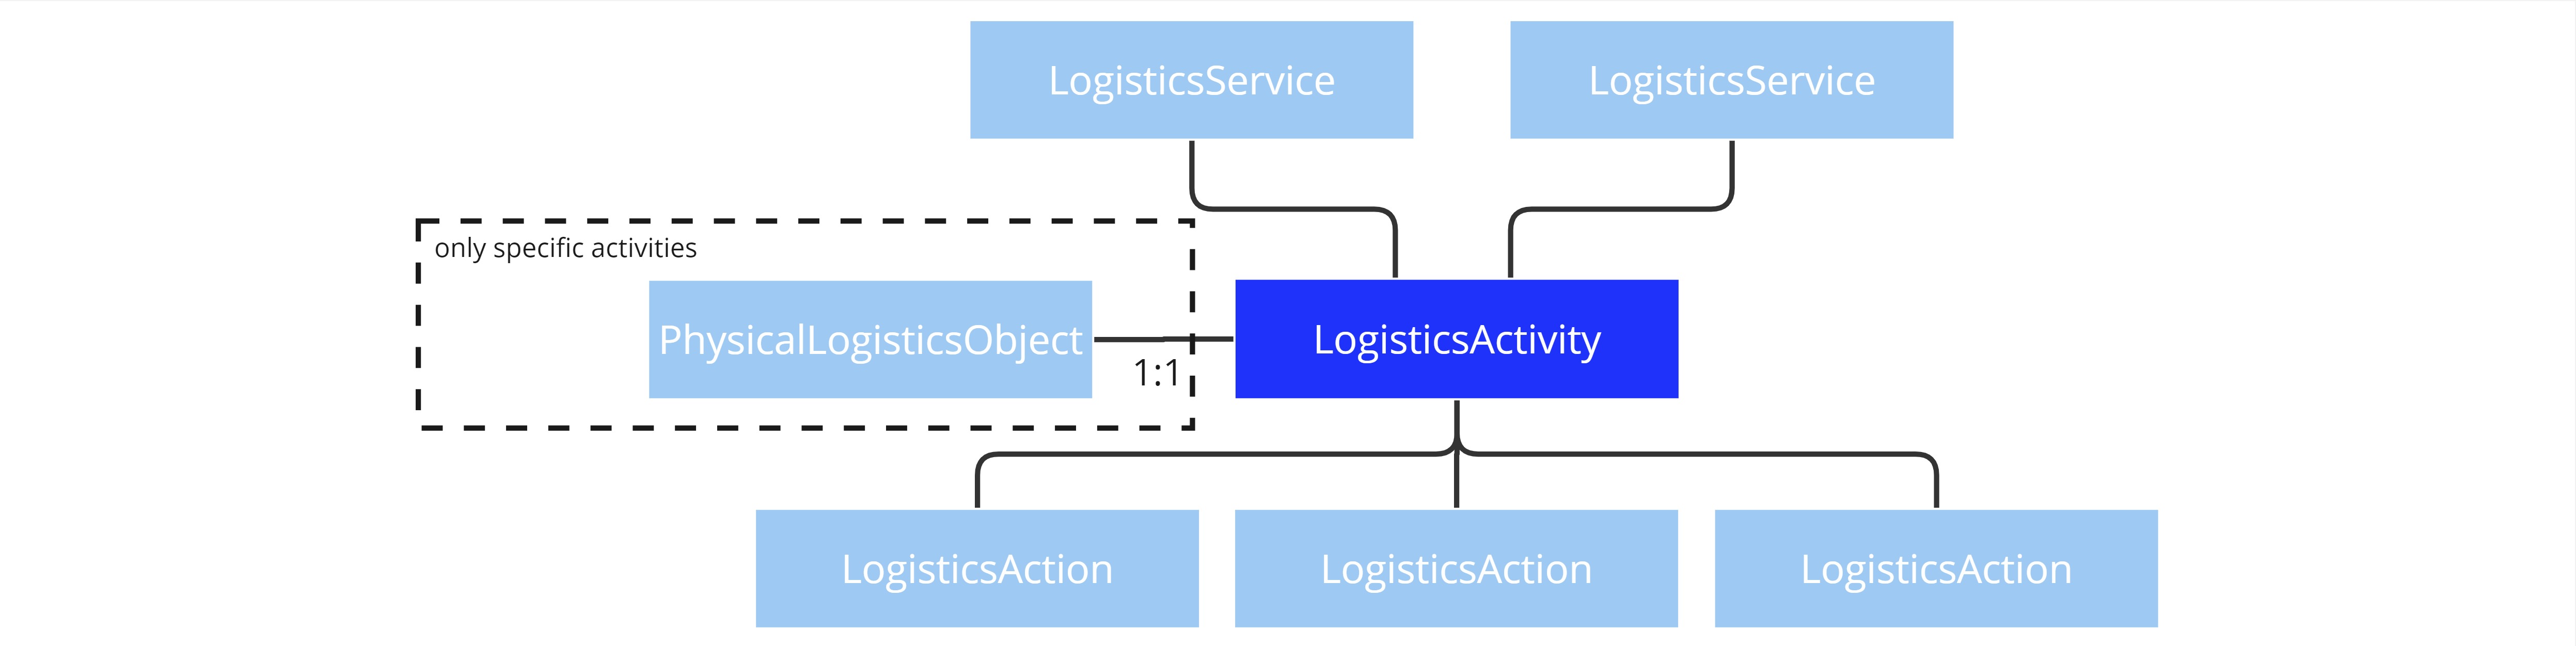 LogisticsService
LogisticsService
only specific activities
PhysicalLogisticsObject
1:1
LogisticsActivity
LogisticsAction
LogisticsAction
LogisticsAction